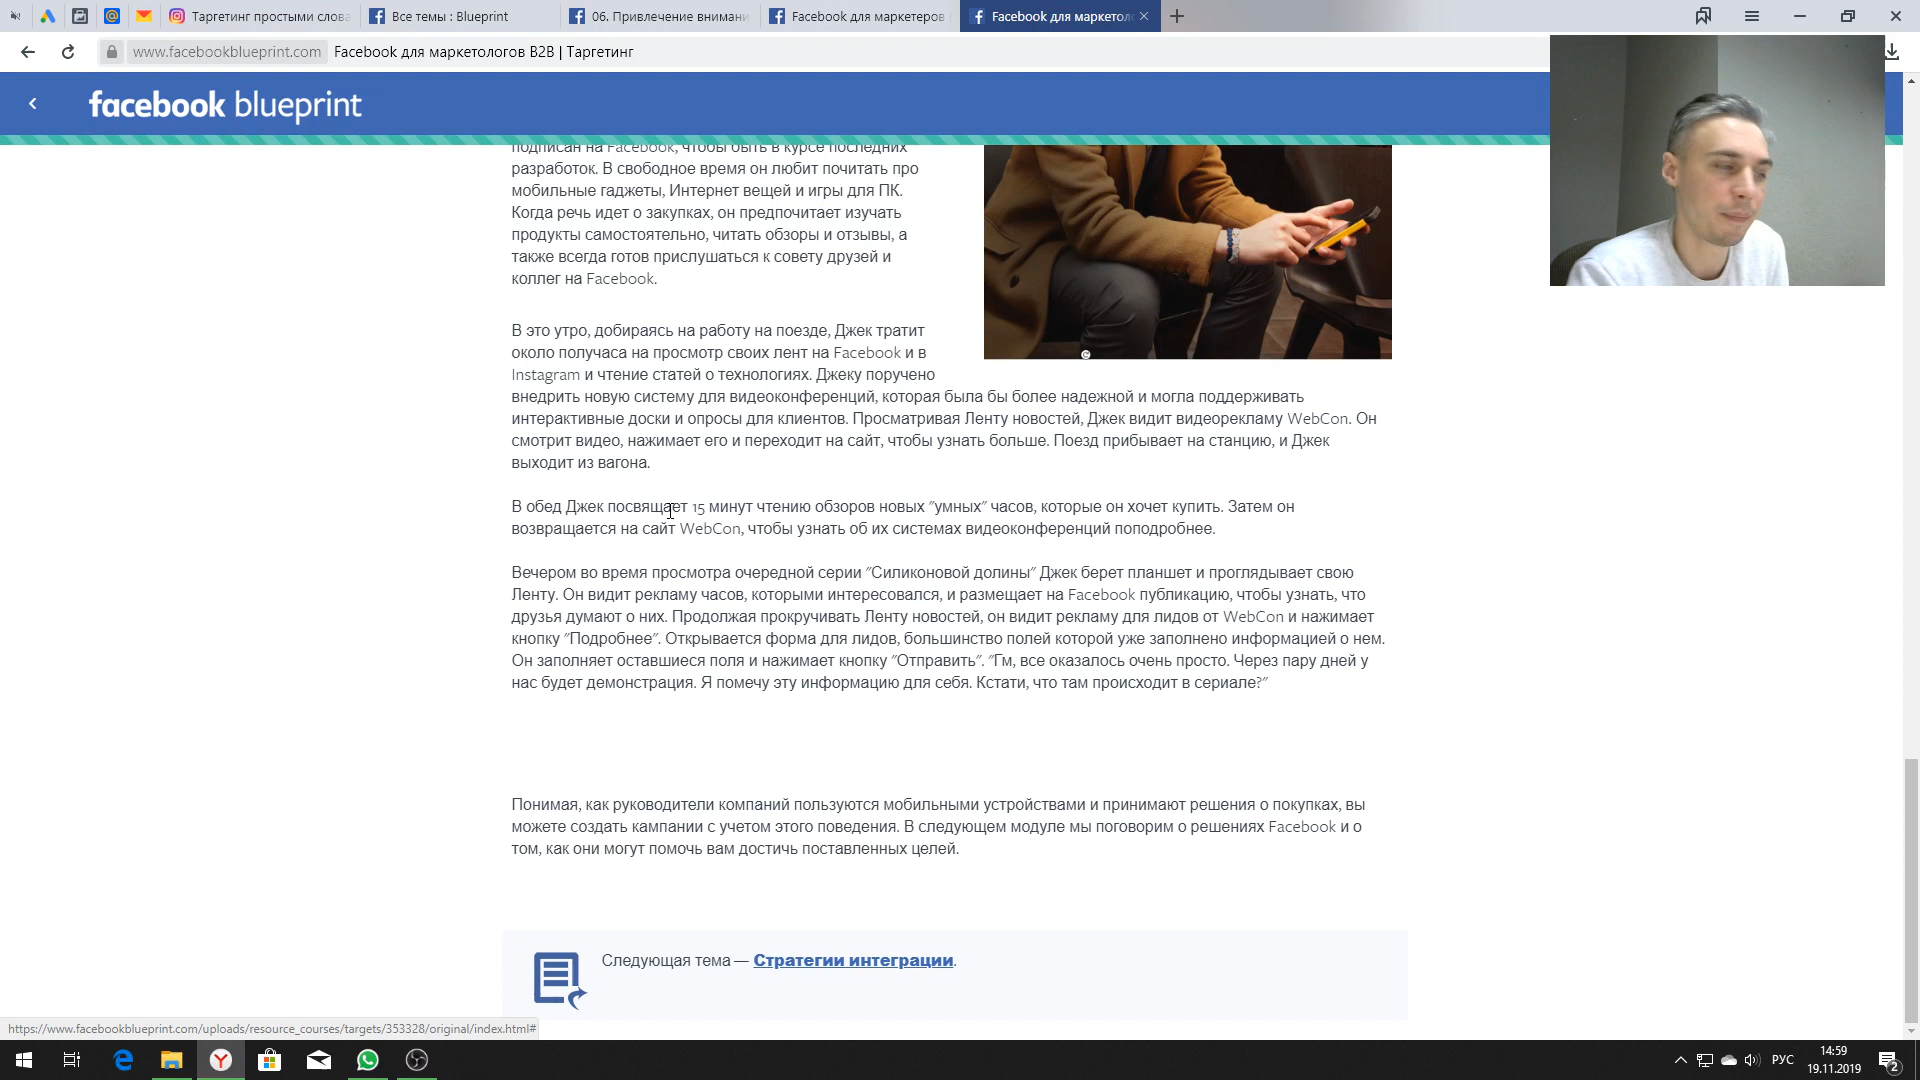 Таргетинг простыми слова
Все темы : Blueprint
06. Привлечение внимани
Facebook для маркетеров
Facebook для маркетоло
www.facebookblueprint.com
Facebook для маркетологов B2B | Таргетинг
facebook blueprint
подписан на Facebook, чтобы быть в курсе последних
разработок. В свободное время он любит почитать про
мобильные гаджеты, Интернет вещей и игры для ПК.
Когда речь идет о закупках, он предпочитает изучать
продукты самостоятельно, читать обзоры и отзывы, а
также всегда готов прислушаться к совету друзей и
коллег на Facebook.
В это утро, добираясь на работу на поезде, Джек тратит
около получаса на просмотр своих лент на Facebook и в
Instagram и чтение статей о технологиях. Джеку поручено
внедрить новую систему для видеоконференций, которая была бы более надежной и могла поддерживать
интерактивные доски и опросы для клиентов. Просматривая Ленту новостей, Джек видит видеорекламу WebCon. Он
смотрит видео, нажимает его и переходит на сайт, чтобы узнать больше. Поезд прибывает на станцию, и Джек
выходит из вагона.
В обед Джек посвящает 15 минут чтению обзоров новых "умных" часов, которые он хочет купить. Затем он
возвращается на сайт WebCon, чтобы узнать об их системах видеоконференций поподробнее.
Вечером во время просмотра очередной серии "Силиконовой долины" Джек берет планшет и проглядывает свою
Ленту. Он видит рекламу часов, которыми интересовался, и размещает на Facebook публикацию, чтобы узнать, что
друзья думают о них. Продолжая прокручивать Ленту новостей, он видит рекламу для лидов от WebCon и нажимает
кнопку "Подробнее". Открывается форма для лидов, большинство полей которой уже заполнено информацией о нем.
Он заполняет оставшиеся поля и нажимает кнопку "Отправить". "Гм, все оказалось очень просто. Через пару дней у
нас будет демонстрация. Я помечу эту информацию для себя. Кстати, что там происходит в сериале?"
Понимая, как руководители компаний пользуются мобильными устройствами и принимают решения о покупках, вы
можете создать кампании с учетом этого поведения. В следующем модуле мы поговорим о решениях Facebook и о
том, как они могут помочь вам достичь поставленных целей.
Следующая тема — Стратегии интеграции.
https://www.facebookblueprint.com/uploads/resource_courses/targets/353328/original/index.html#
РУС
14:59
19.11.2019
2